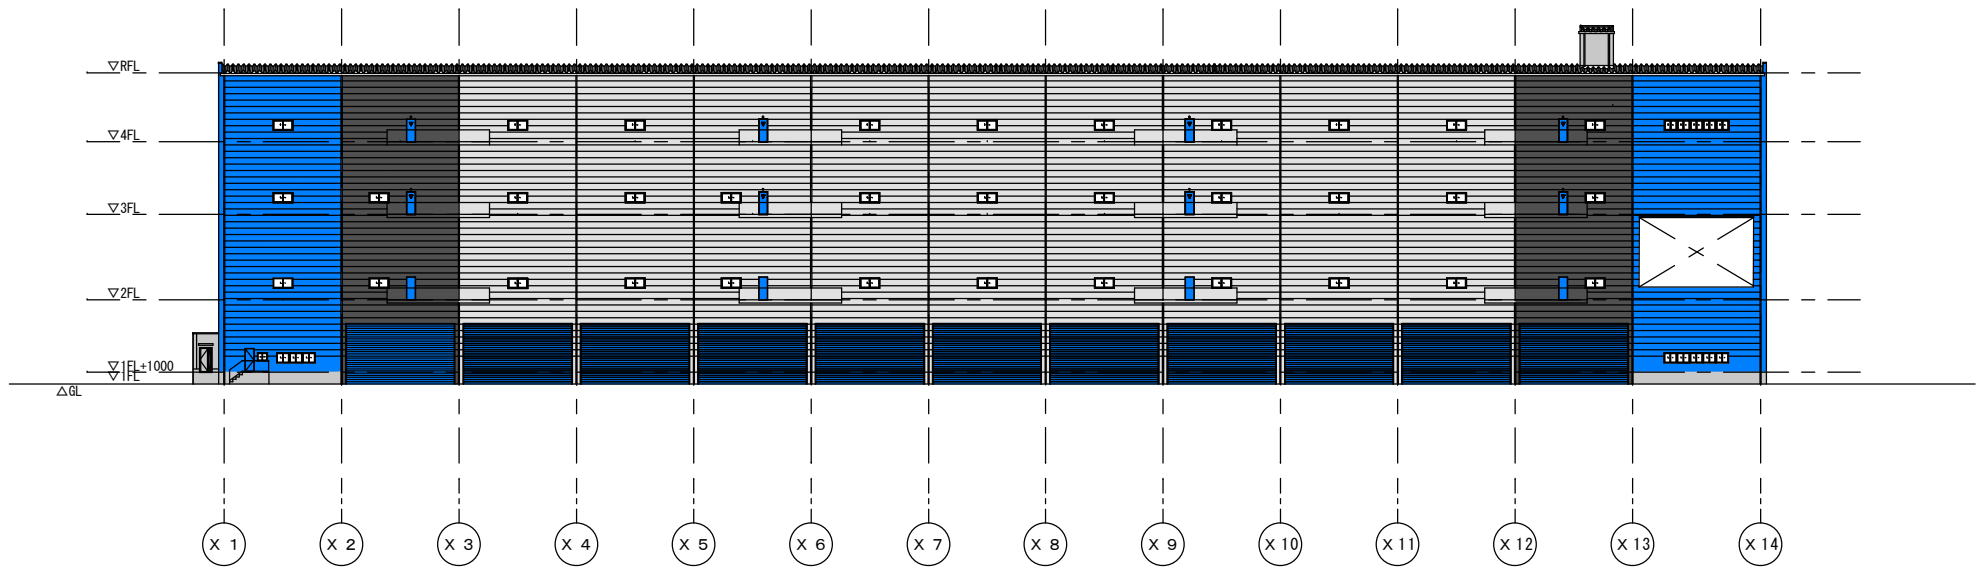 ▽RFL
▽4FL
▽3FL
▽2FL
▽1FL+1000
▽1FL
△GL
X 1 X 2 X 3 X 4 X 5 X 6 X 7 X 8 X 9 X 10 X 11 X 12 X 13 X 14